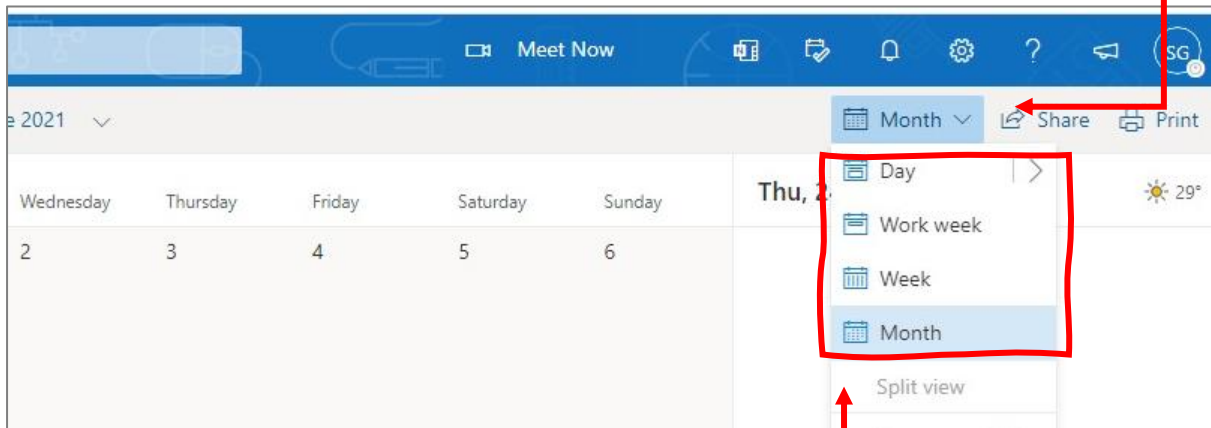 Meet Now ? SG
e 2021 Month Share Print
Wednesday Thursday Friday Saturday Sunday Thu, 2 Day 29°
Work week
2 3 4 5 6
Week
Month
Split view